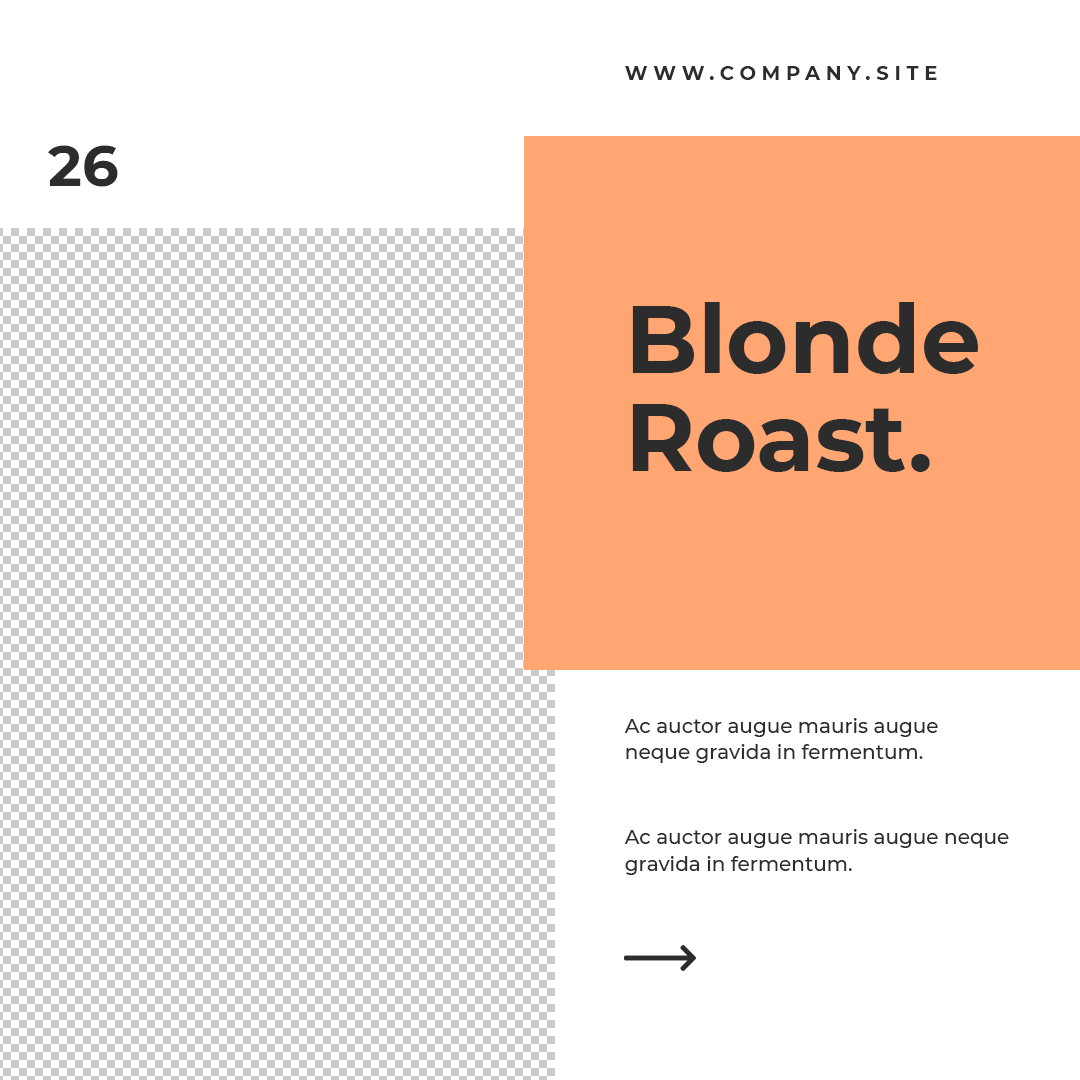 WWW.COMPANY.SITE
26
Blonde
Roast.
Ac auctor augue mauris augue
neque gravida in fermentum.
Ac auctor augue mauris augue neque
gravida in fermentum.